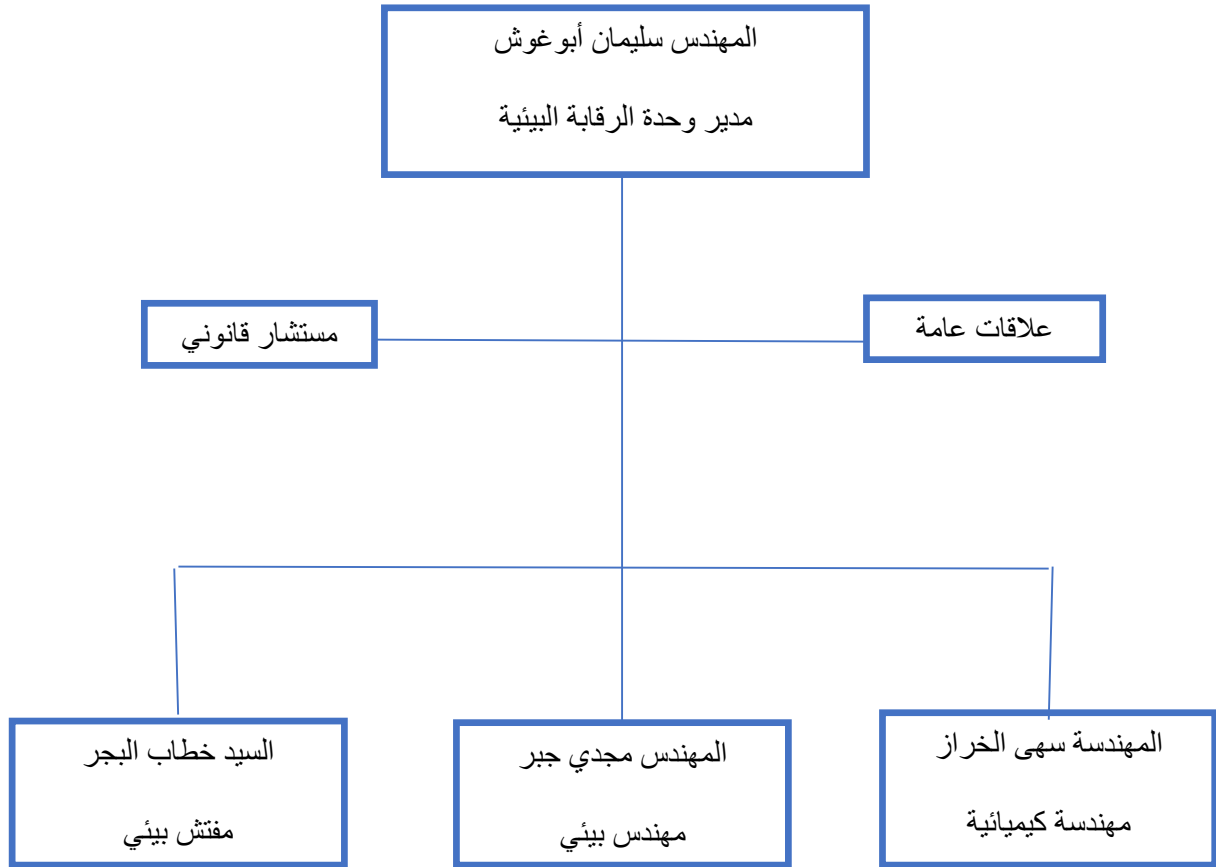 المهندس سليمان أبوغوش
مدير وحدة الرقابة البيئية
علاقات عامة
مستشار قانوني
المهندسة سهى الخراز
مهندسة كيميائية
المهندس مجدي جبر
مهندس بيئي
السيد خطاب البجر
مفتش بيئي